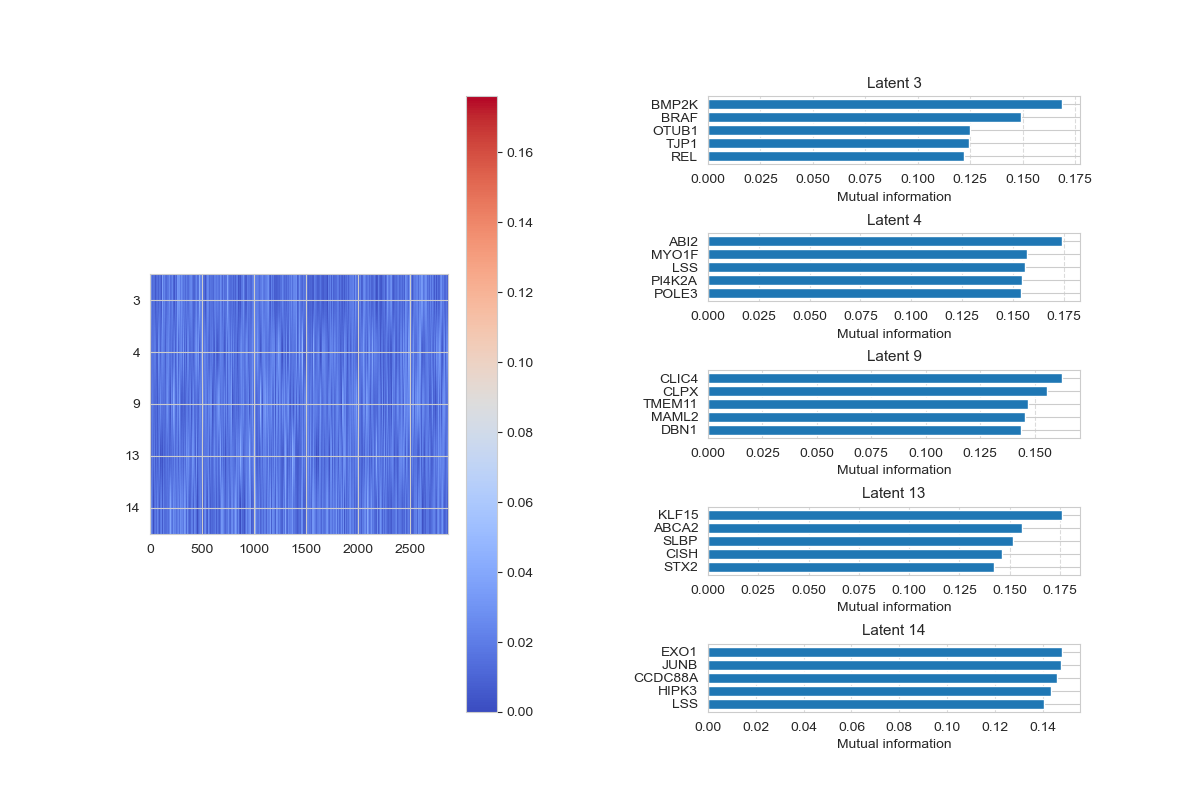 3
4
9
13
14
0 500 1000 1500 2000 2500
0.16
0.14
0.12
0.10
0.08
0.06
0.04
0.02
0.00
Latent 3
BMP2K
BRAF
OTUB1
TJP1
REL
0.000 0.025 0.050 0.075 0.100 0.125 0.150 0.175
Mutual information
Latent 4
ABI2
MYO1F
LSS
PI4K2A
POLE3
0.000 0.025 0.050 0.075 0.100 0.125 0.150 0.175
Mutual information
Latent 9
CLIC4
CLPX
TMEM11
MAML2
DBN1
0.000 0.025 0.050 0.075 0.100 0.125 0.150
Mutual information
Latent 13
KLF15
ABCA2
SLBP
CISH
STX2
0.000 0.025 0.050 0.075 0.100 0.125 0.150 0.175
Mutual information
Latent 14
EXO1
JUNB
CCDC88A
HIPK3
LSS
0.00 0.02 0.04 0.06 0.08 0.10 0.12 0.14
Mutual information